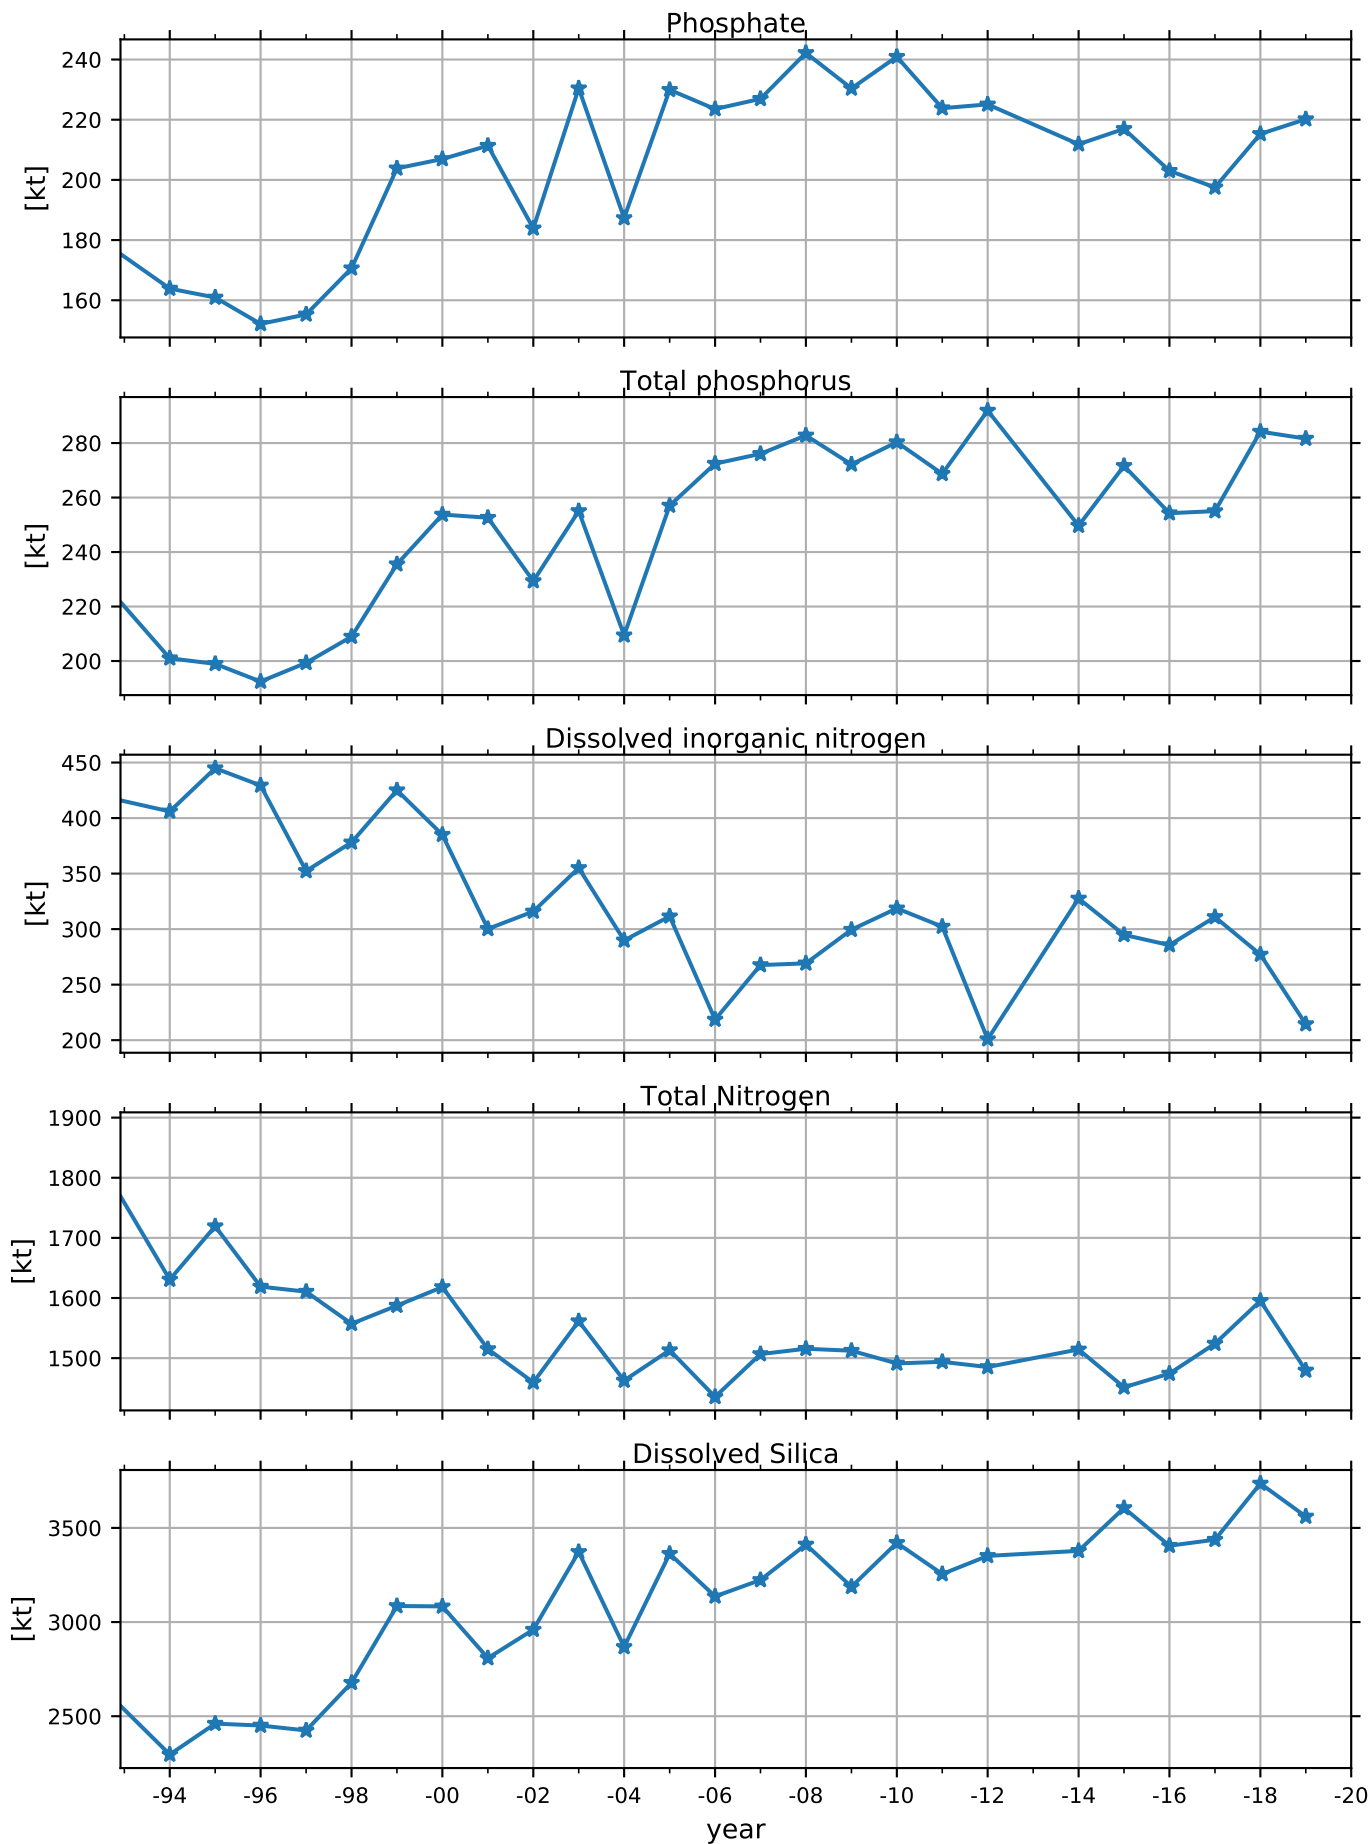 Phosphate
240
220
200
180
160
[kt]
Total phosphorus
280
260
240
220
200
[kt]
Dissolved inorganic nitrogen
450
400
350
300
250
200
[kt]
Total Nitrogen
1900
1800
1700
1600
1500
[kt]
Dissolved Silica
3500
3000
2500
[kt]
-94 -96 -98 -00 -02 -04 -06 -08 -10 -12 -14 -16 -18 -20
year